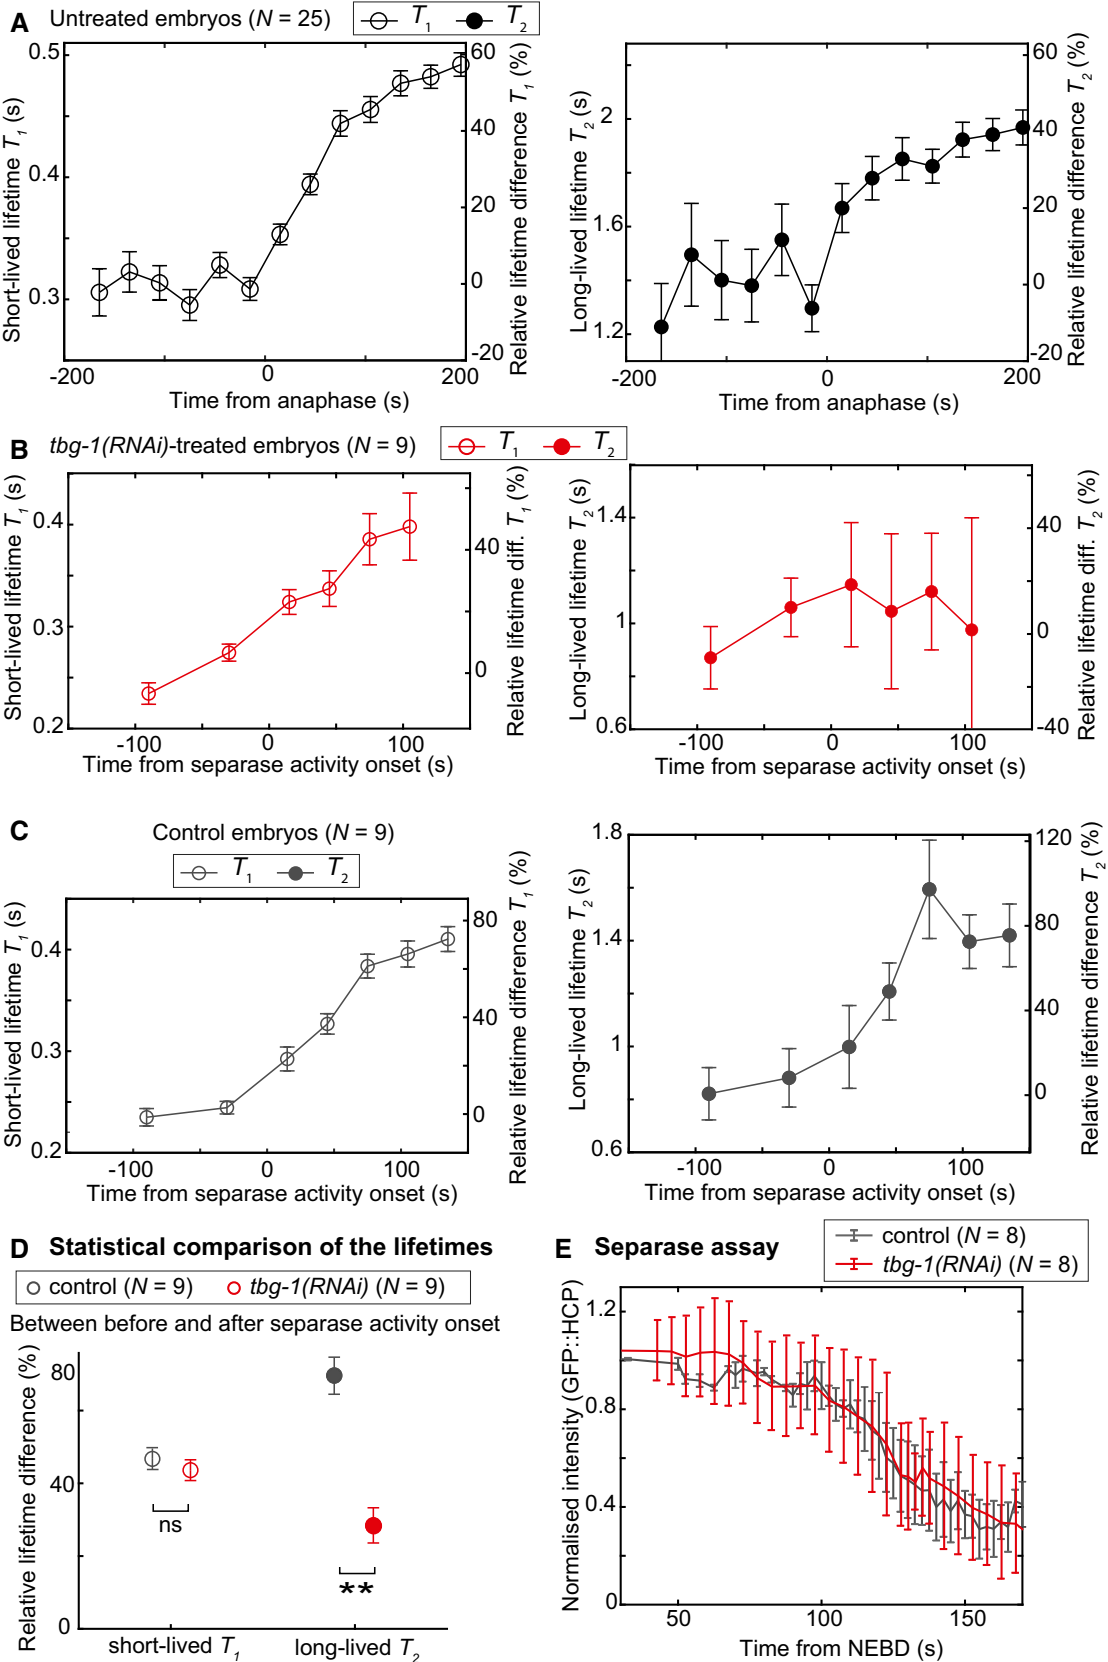 A Untreated embryos (N = 25) T1 T2
Short-lived lifetime T1 (s)
0.5
0.4
0.3
60
40
20
0
-20
Relative lifetime difference T1 (%)
-200 0 200
Time from anaphase (s)
Long-lived lifetime T2 (s)
2
1.6
1.2
60
40
20
0
-20
Relative lifetime difference T2 (%)
-200 0 200
Time from anaphase (s)
B tbg-1(RNAi)-treated embryos (N = 9) T1 T2
Short-lived lifetime T1 (s)
0.4
0.3
0.2
40
0
Relative lifetime diff. T1 (%)
-100 0 100
Time from separase activity onset (s)
Long-lived lifetime T2 (s)
1.4
1
0.6
40
0
-40
Relative lifetime diff. T2 (%)
-100 0 100
Time from separase activity onset (s)
C Control embryos (N = 9)
T1 T2
Short-lived lifetime T1 (s)
0.4
0.3
0.2
80
40
0
Relative lifetime difference T1 (%)
-100 0 100
Time from separase activity onset (s)
Long-lived lifetime T2 (s)
1.8
1.4
1
0.6
120
80
40
0
Relative lifetime difference T2 (%)
-100 0 100
Time from separase activity onset (s)
D Statistical comparison of the lifetimes
control (N = 9) tbg-1(RNAi) (N = 9)
Between before and after separase activity onset
Relative lifetime difference (%)
80
40
0
ns
**
short-lived T1 long-lived T2
E Separase assay
control (N = 8)
tbg-1(RNAi) (N = 8)
Normalised intensity (GFP::HCP)
1.2
0.8
0.4
0
50 100 150
Time from NEBD (s)